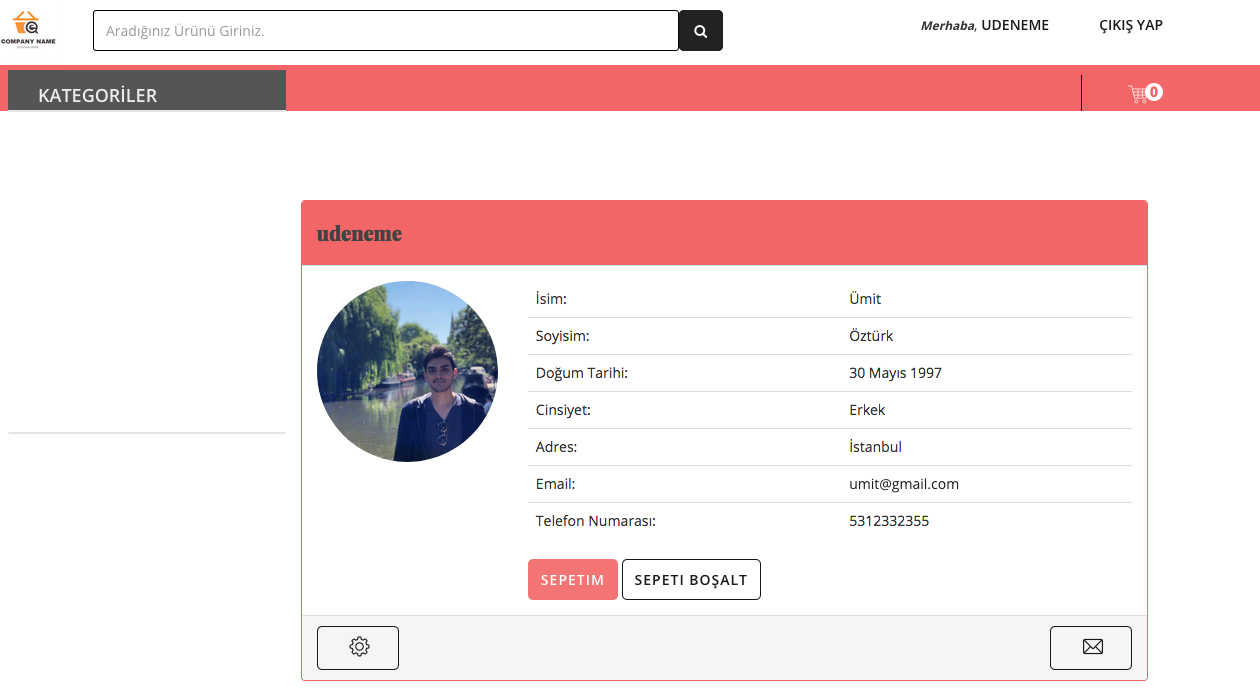 COMPANY NAME
Aradığınız Ürünü Giriniz.
Merhaba, UDENEME
ÇIKIŞ YAP
KATEGORİLER
0
udeneme
İsim: Ümit
Soyisim: Öztürk
Doğum Tarihi: 30 Mayıs 1997
Cinsiyet: Erkek
Adres: İstanbul
Email: umit@gmail.com
Telefon Numarası: 5312332355
SEPETIM
SEPETI BOŞALT